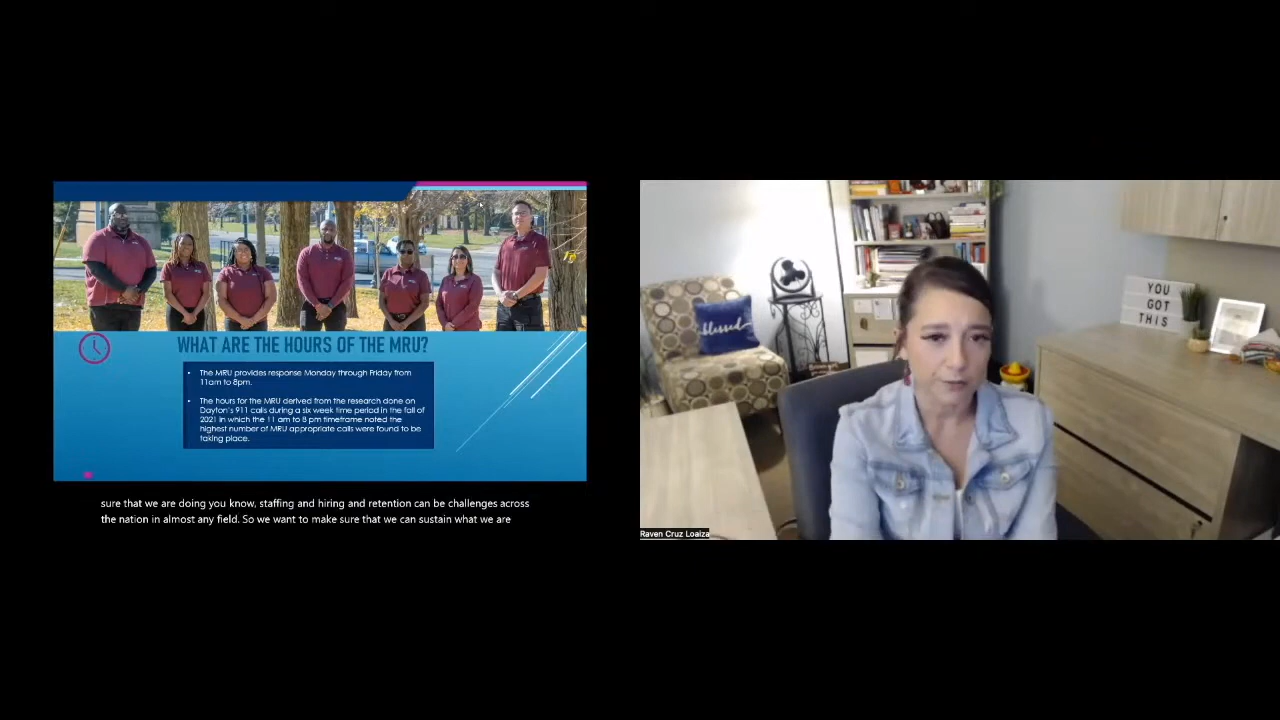 WHAT ARE THE HOURS OF THE MRU?
• The MRU provides response Monday through Friday from
11am to 8pm.
• The hours for the MRU derived from the research done on
Dayton's 911 calls during a six week time period in the fall of
2021 in which the 11 am to 8 pm timeframe noted the
highest number of MRU appropriate calls were found to be
taking place.
sure that we are doing you know, staffing and hiring and retention can be challenges across
the nation in almost any field. So we want to make sure that we can sustain what we are
blessed
YOU
GOT
THIS
Raven Cruz Loaiza